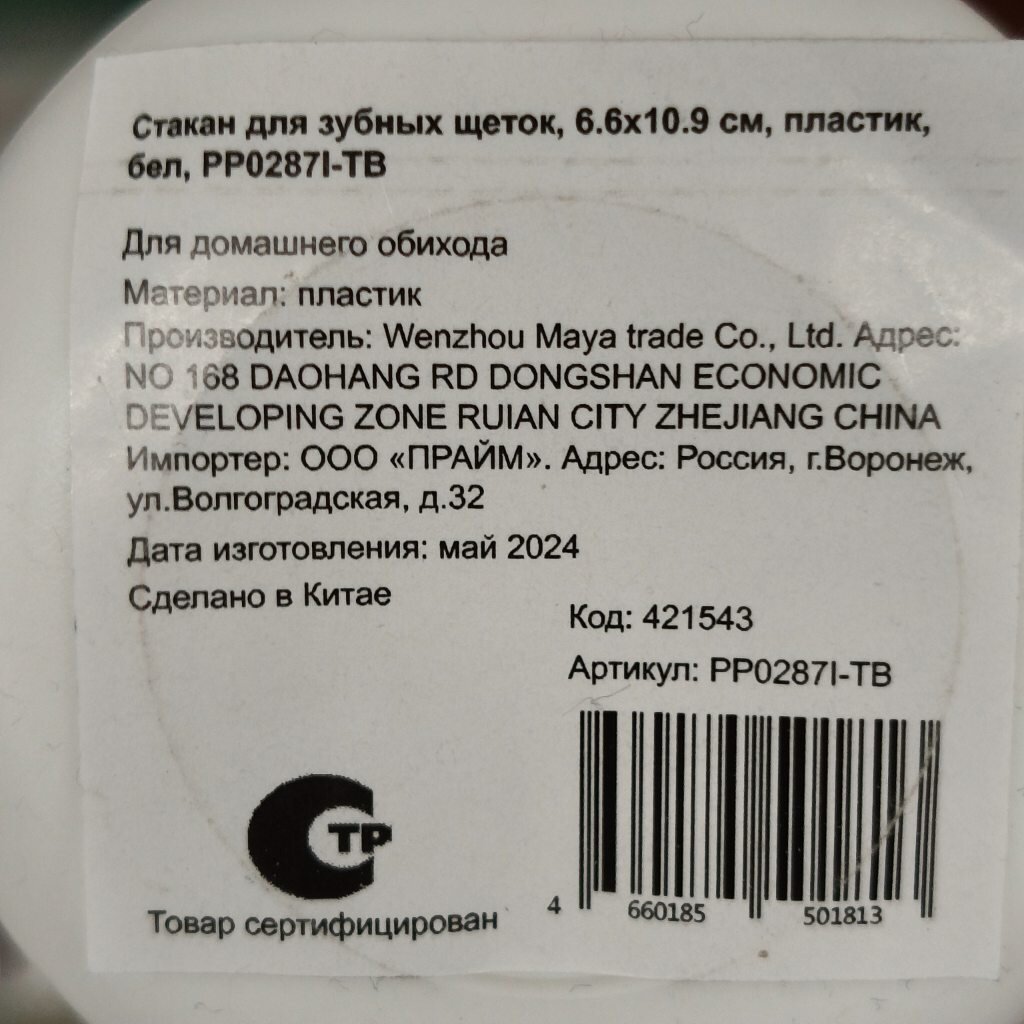 Стакан для зубных щеток, 6.6х10.9 см, пластик,
бел, PP0287I-TB
Для домашнего обихода
Материал: пластик
Производитель: Wenzhou Maya trade Co., Ltd. Адрес:
NO 168 DAOHANG RD DONGSHAN ECONOMIC
DEVELOPING ZONE RUIAN CITY ZHEJIANG CHINA
Импортер: ООО «ПРАЙМ». Адрес: Россия, г.Воронеж,
ул.Волгоградская, д.32
Дата изготовления: май 2024
Сделано в Китае
Код: 421543
Артикул: PP0287I-TB
ТР
Товар сертифицирован
4 660185 501813